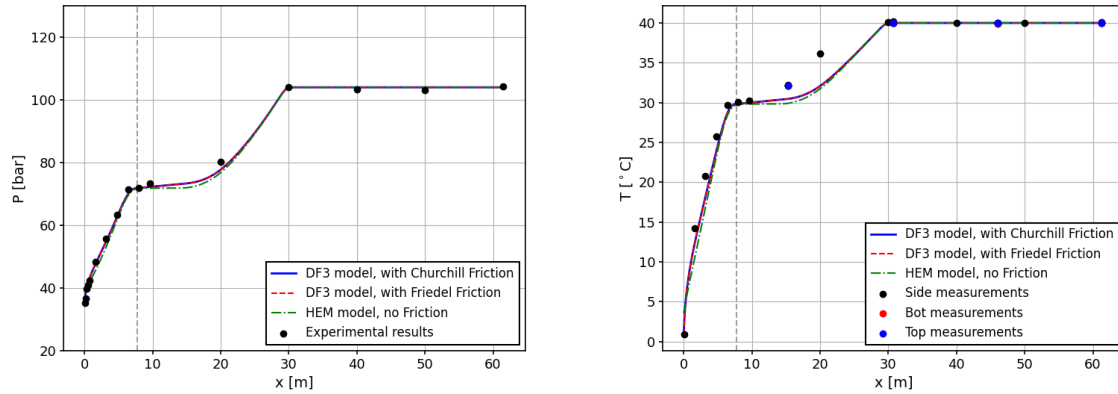 120
100
80
60
40
20
P [bar]
0
10
20
30
40
50
60
x [m]
DF3 model, with Churchill Friction
DF3 model, with Friedel Friction
HEM model, no Friction
Experimental results
40
35
30
25
20
15
10
5
0
T [°C]
0
10
20
30
40
50
60
x [m]
DF3 model, with Churchill Friction
DF3 model, with Friedel Friction
HEM model, no Friction
Side measurements
Bot measurements
Top measurements